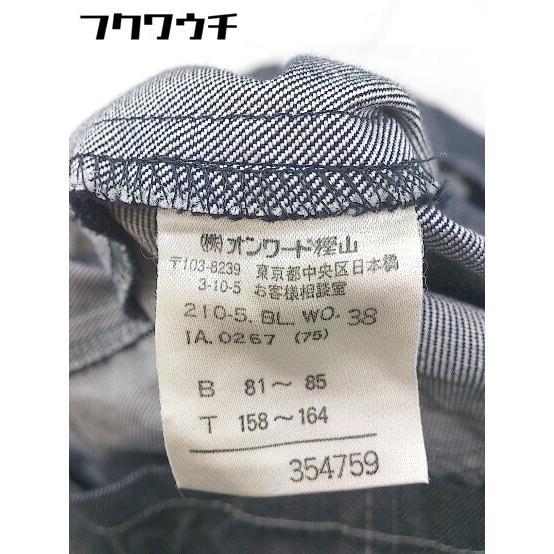 フクワウチ
(株)オンワード樫山
〒103-8239 東京都中央区日本橋
3-10-5 お客様相談室
210-5. BL. WO. 38
IA. 0267 (75)
B 81～ 85
T 158～164
354759